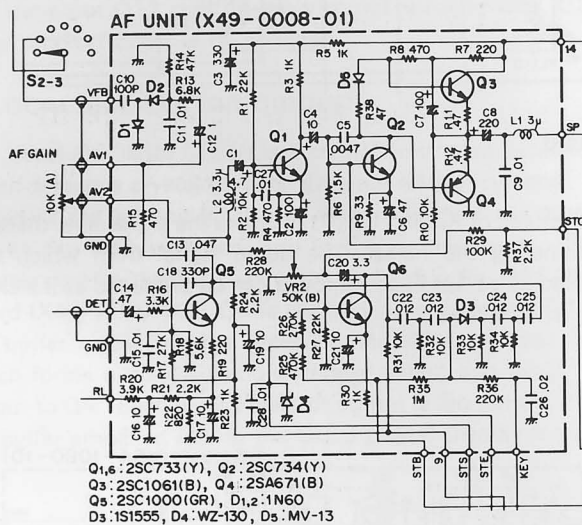 AF UNIT (X49-0008-01)
S2-3
AF GAIN
10K (A)
VFB
AV1
AV2
GND
DET
GND
RL
C10
100P
D2
D1
R14
47K
R13
6.8K
C11 .01
C12 1
C3 330
R1 22K
R3 1K
R5 1K
R8 470
R7 220
14
D5
R38
47
C7 100
Q3
R11
.47
C8
220
L1 3μ
SP
R12
.47
Q4
C9 .01
Q1
C4
10
C5
.0047
Q2
C1
4.7
L2 3.3μ
C27
.01
R2 10K
R4 470
C2 100
R6 1.5K
R9 33
C6 47
R10 10K
R15
470
C13 .047
C18 330P
Q5
R28
220K
VR2
50K(B)
C20 3.3
Q6
R29
100K
R37
2.2K
STC
C14
.47
R16
3.3K
C15 .01
R17 27K
R18
5.6K
R19 220
R24
2.2K
C19 10
R26
270K
R27 22K
R25
470K
C21 10
R31 10K
C22
.012
C23
.012
D3
C24
.012
C25
.012
R32
10K
R33
10K
R34
10K
R20
3.9K
R21 2.2K
R22
820
C16 10
C17 10
R23 1K
C28 .01
D4
R30
1K
R35
1M
R36
220K
C26 .02
STB
9
STS
STE
KEY
Q1,6 : 2SC733(Y), Q2 : 2SC734(Y)
Q3 : 2SC1061(B), Q4 : 2SA671(B)
Q5 : 2SC1000(GR), D1,2 : 1N60
D3 : 1S1555, D4 : WZ-130, D5 : MV-13